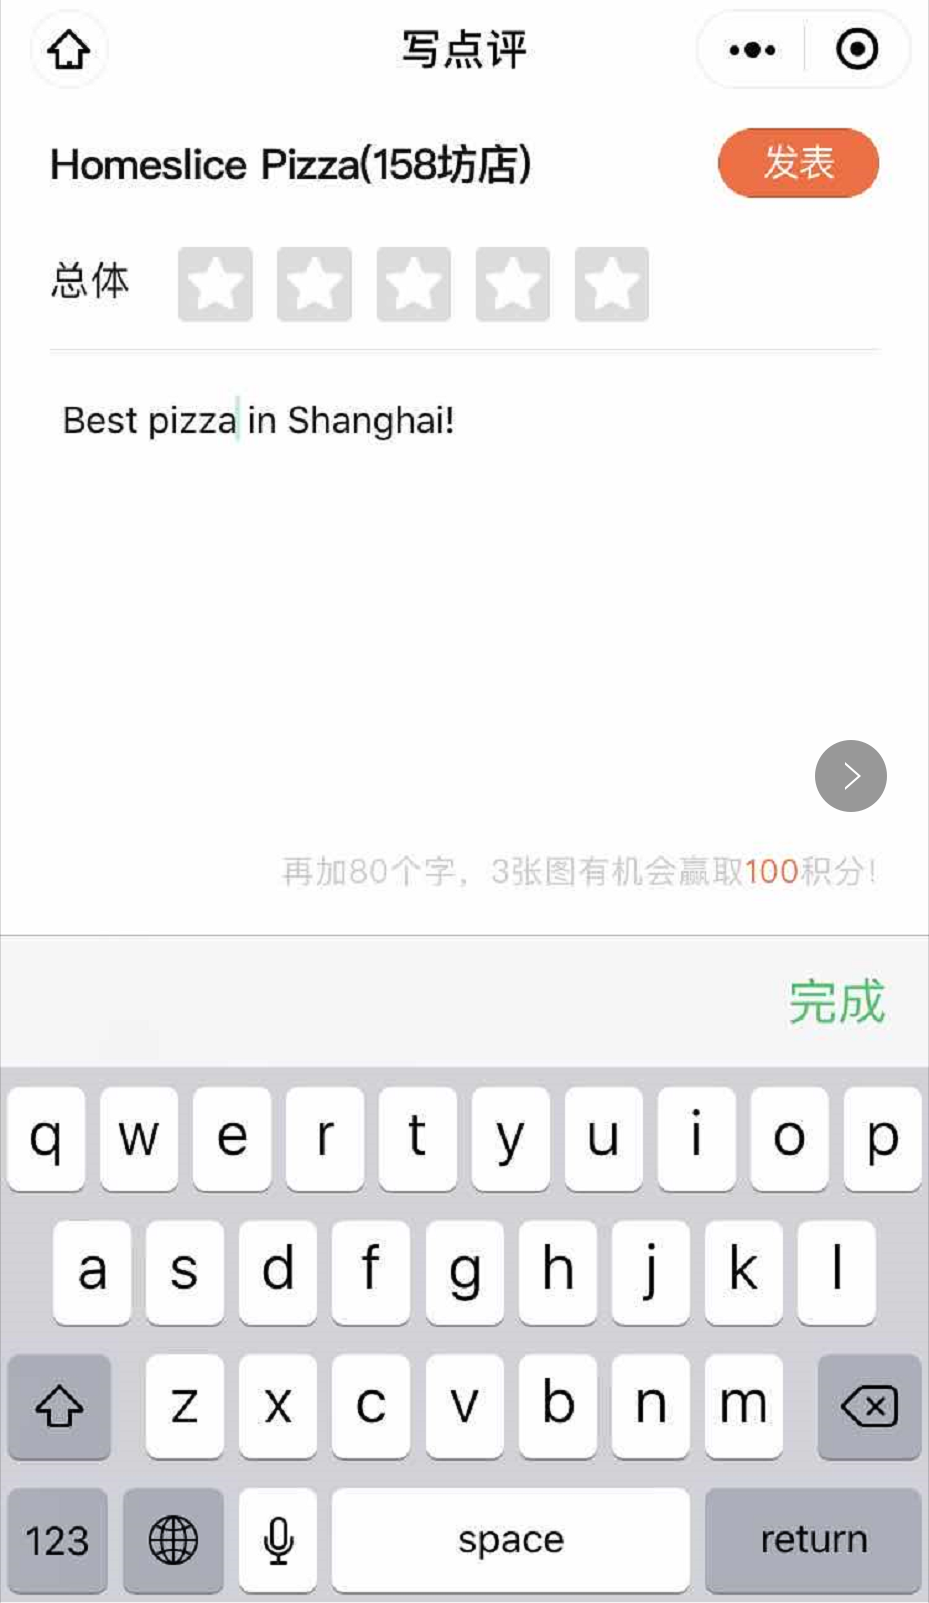 写点评
Homeslice Pizza(158坊店)
发表
总体
Best pizza in Shanghai!
再加80个字，3张图有机会赢取100积分！
完成
q w e r t y u i o p
a s d f g h j k l
z x c v b n m
123 space return